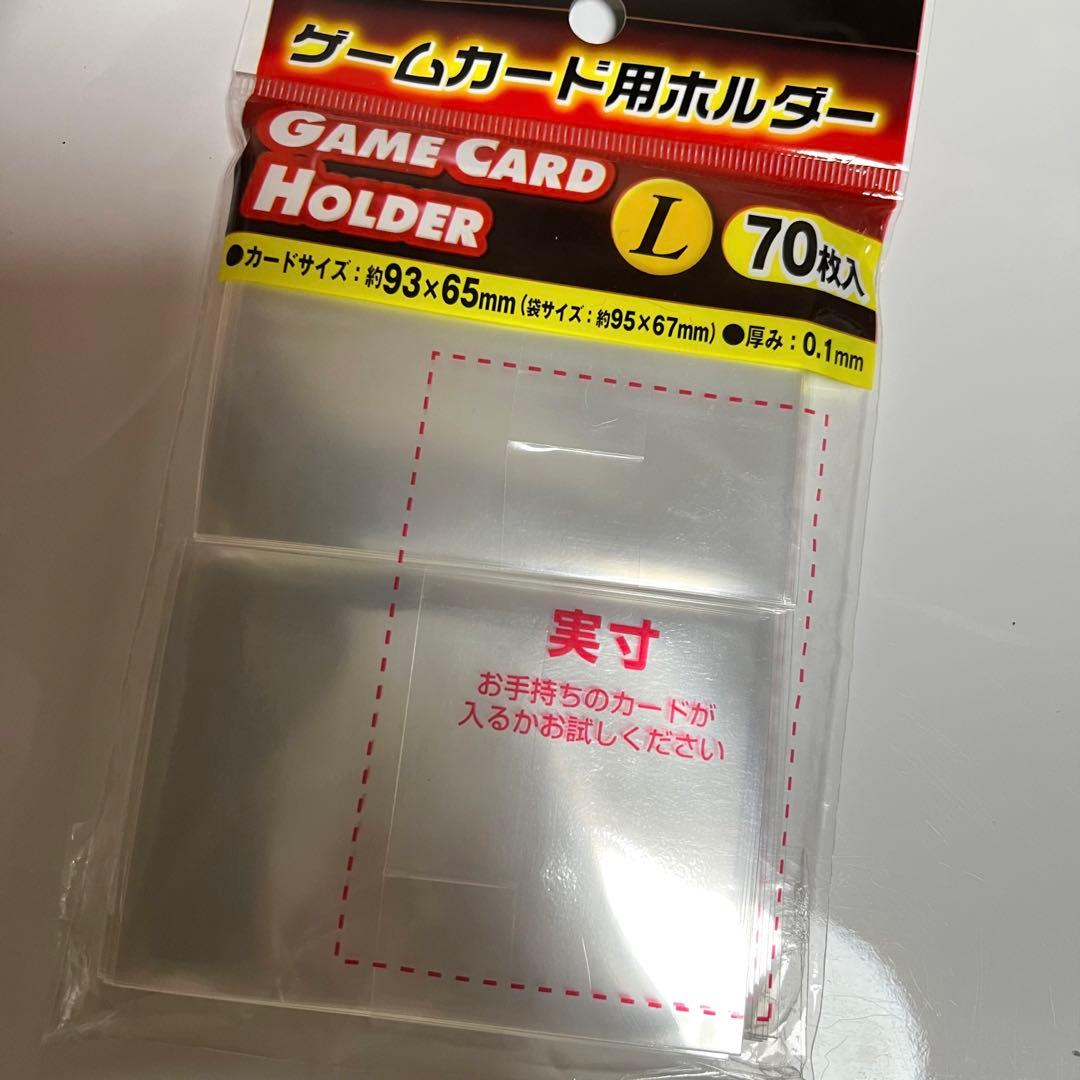 ゲームカード用ホルダー
GAME CARD
HOLDER
L
70枚入
●カードサイズ：約93×65mm（袋サイズ：約95×67mm）●厚み：0.1mm
実寸
お手持ちのカードが
入るかお試しください